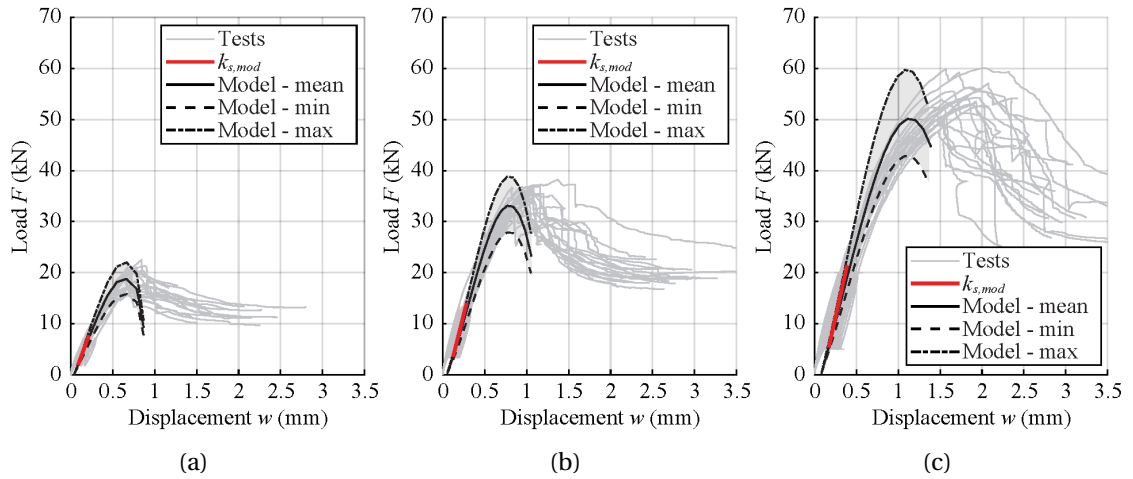 70
60
50
40
30
20
10
0
Load F (kN)
Tests
k_s,mod
Model - mean
Model - min
Model - max
0 0.5 1 1.5 2 2.5 3 3.5
Displacement w (mm)
(a)
70
60
50
40
30
20
10
0
Load F (kN)
Tests
k_s,mod
Model - mean
Model - min
Model - max
0 0.5 1 1.5 2 2.5 3 3.5
Displacement w (mm)
(b)
70
60
50
40
30
20
10
0
Load F (kN)
Tests
k_s,mod
Model - mean
Model - min
Model - max
0 0.5 1 1.5 2 2.5 3 3.5
Displacement w (mm)
(c)